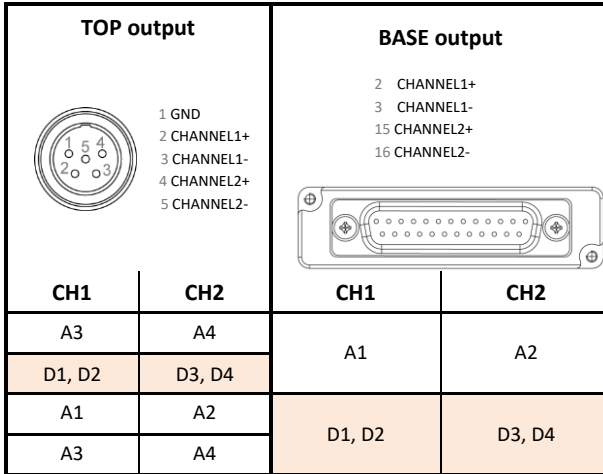 TOP output
BASE output
1 GND
2 CHANNEL1+
3 CHANNEL1-
4 CHANNEL2+
5 CHANNEL2-
1 5 4
2 3
2 CHANNEL1+
3 CHANNEL1-
15 CHANNEL2+
16 CHANNEL2-
CH1 CH2 CH1 CH2
A3 A4
A1 A2
D1, D2 D3, D4
A1 A2
D1, D2 D3, D4
A3 A4